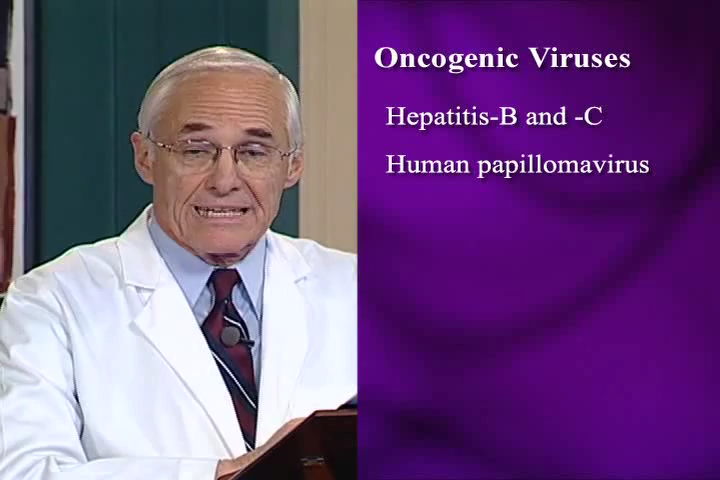 Oncogenic Viruses
Hepatitis-B and -C
Human papillomavirus